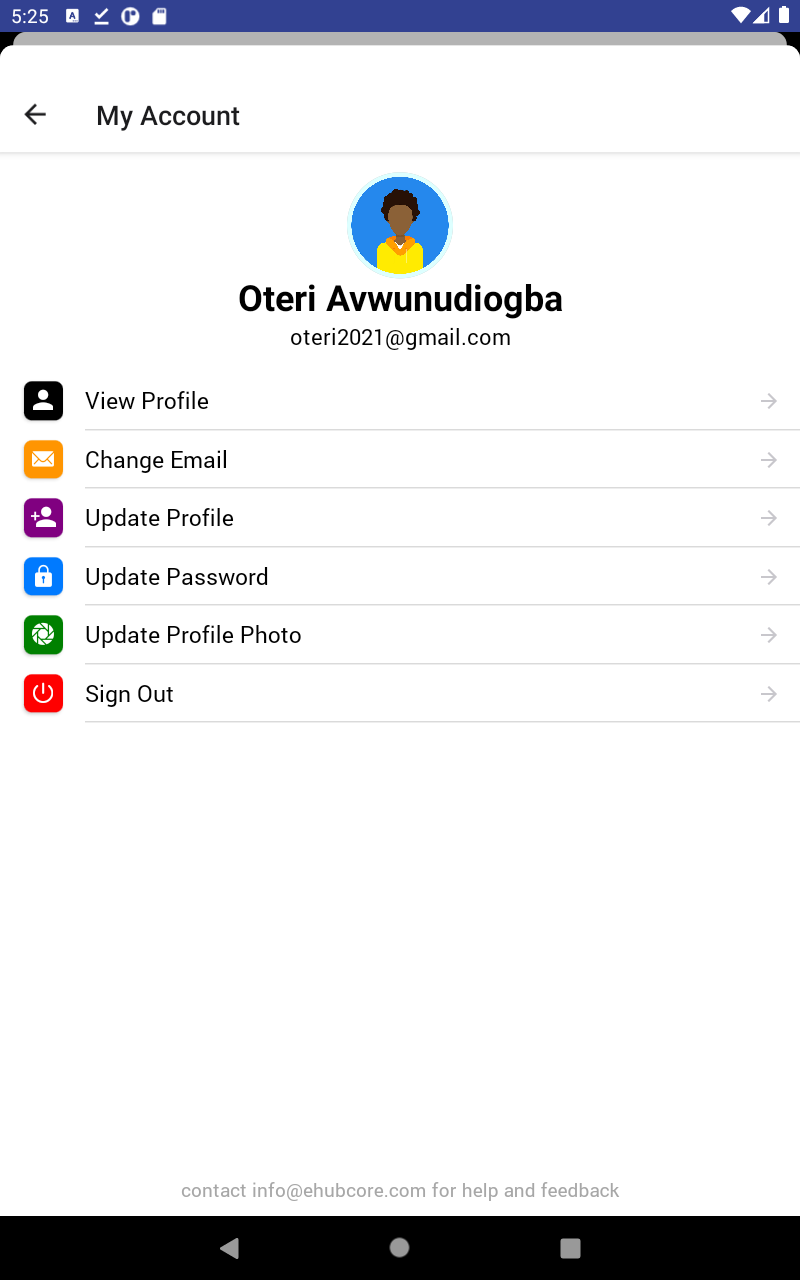 5:25
My Account
Oteri Avwunudiogba
oteri2021@gmail.com
View Profile
Change Email
Update Profile
Update Password
Update Profile Photo
Sign Out
contact info@ehubcore.com for help and feedback